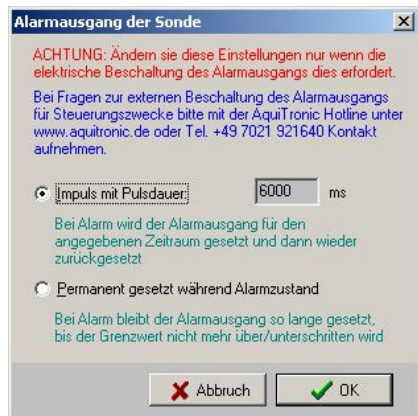 Alarmausgang der Sonde
ACHTUNG: Ändern sie diese Einstellungen nur wenn die
elektrische Beschaltung des Alarmausgangs dies erfordert.
Bei Fragen zur externen Beschaltung des Alarmausgangs
für Steuerungszwecke bitte mit der AquiTronic Hotline unter
www.aquitronic.de oder Tel. +49 7021 921640 Kontakt
aufnehmen.
Impuls mit Pulsdauer: 6000 ms
Bei Alarm wird der Alarmausgang für den
angegebenen Zeitraum gesetzt und dann wieder
zurückgesetzt
Permanent gesetzt während Alarmzustand
Bei Alarm bleibt der Alarmausgang so lange gesetzt,
bis der Grenzwert nicht mehr über/unterschritten wird
Abbruch OK